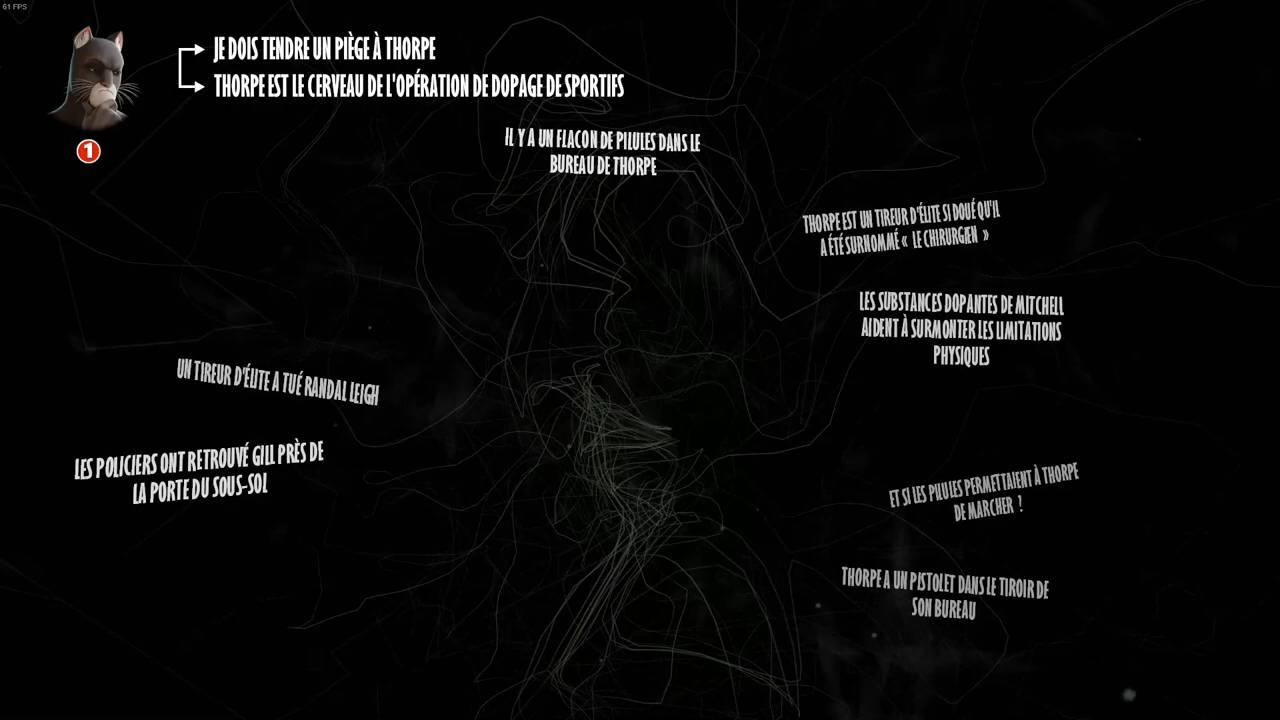 61 FPS
JE DOIS TENDRE UN PIÈGE À THORPE
THORPE EST LE CERVEAU DE L'OPÉRATION DE DOPAGE DE SPORTIFS
1
IL Y A UN FLACON DE PILULES DANS LE
BUREAU DE THORPE
THORPE EST UN TIREUR D'ÉLITE SI DOUÉ QU'IL
A ÉTÉ SURNOMMÉ « LE CHIRURGIEN »
LES SUBSTANCES DOPANTES DE MITCHELL
AIDENT À SURMONTER LES LIMITATIONS
PHYSIQUES
UN TIREUR D'ÉLITE A TUÉ RANDAL LEIGH
LES POLICIERS ONT RETROUVÉ GILL PRÈS DE
LA PORTE DU SOUS-SOL
ET SI LES PILULES PERMETTAIENT À THORPE
DE MARCHER ?
THORPE A UN PISTOLET DANS LE TIROIR DE
SON BUREAU